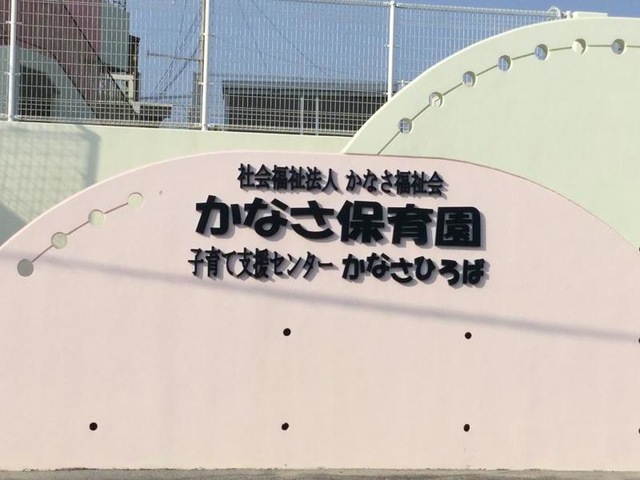 社会福祉法人 かなさ福祉会
かなさ保育園
子育て支援センター かなさひろば